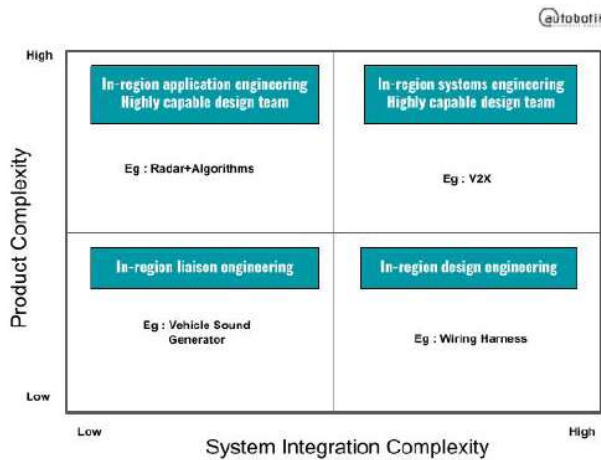 autobotik
High
In-region application engineering
Highly capable design team
In-region systems engineering
Highly capable design team
Eg : Radar+Algorithms
Eg : V2X
Product Complexity
In-region liaison engineering
In-region design engineering
Eg : Vehicle Sound
Generator
Eg : Wiring Harness
Low
Low
High
System Integration Complexity